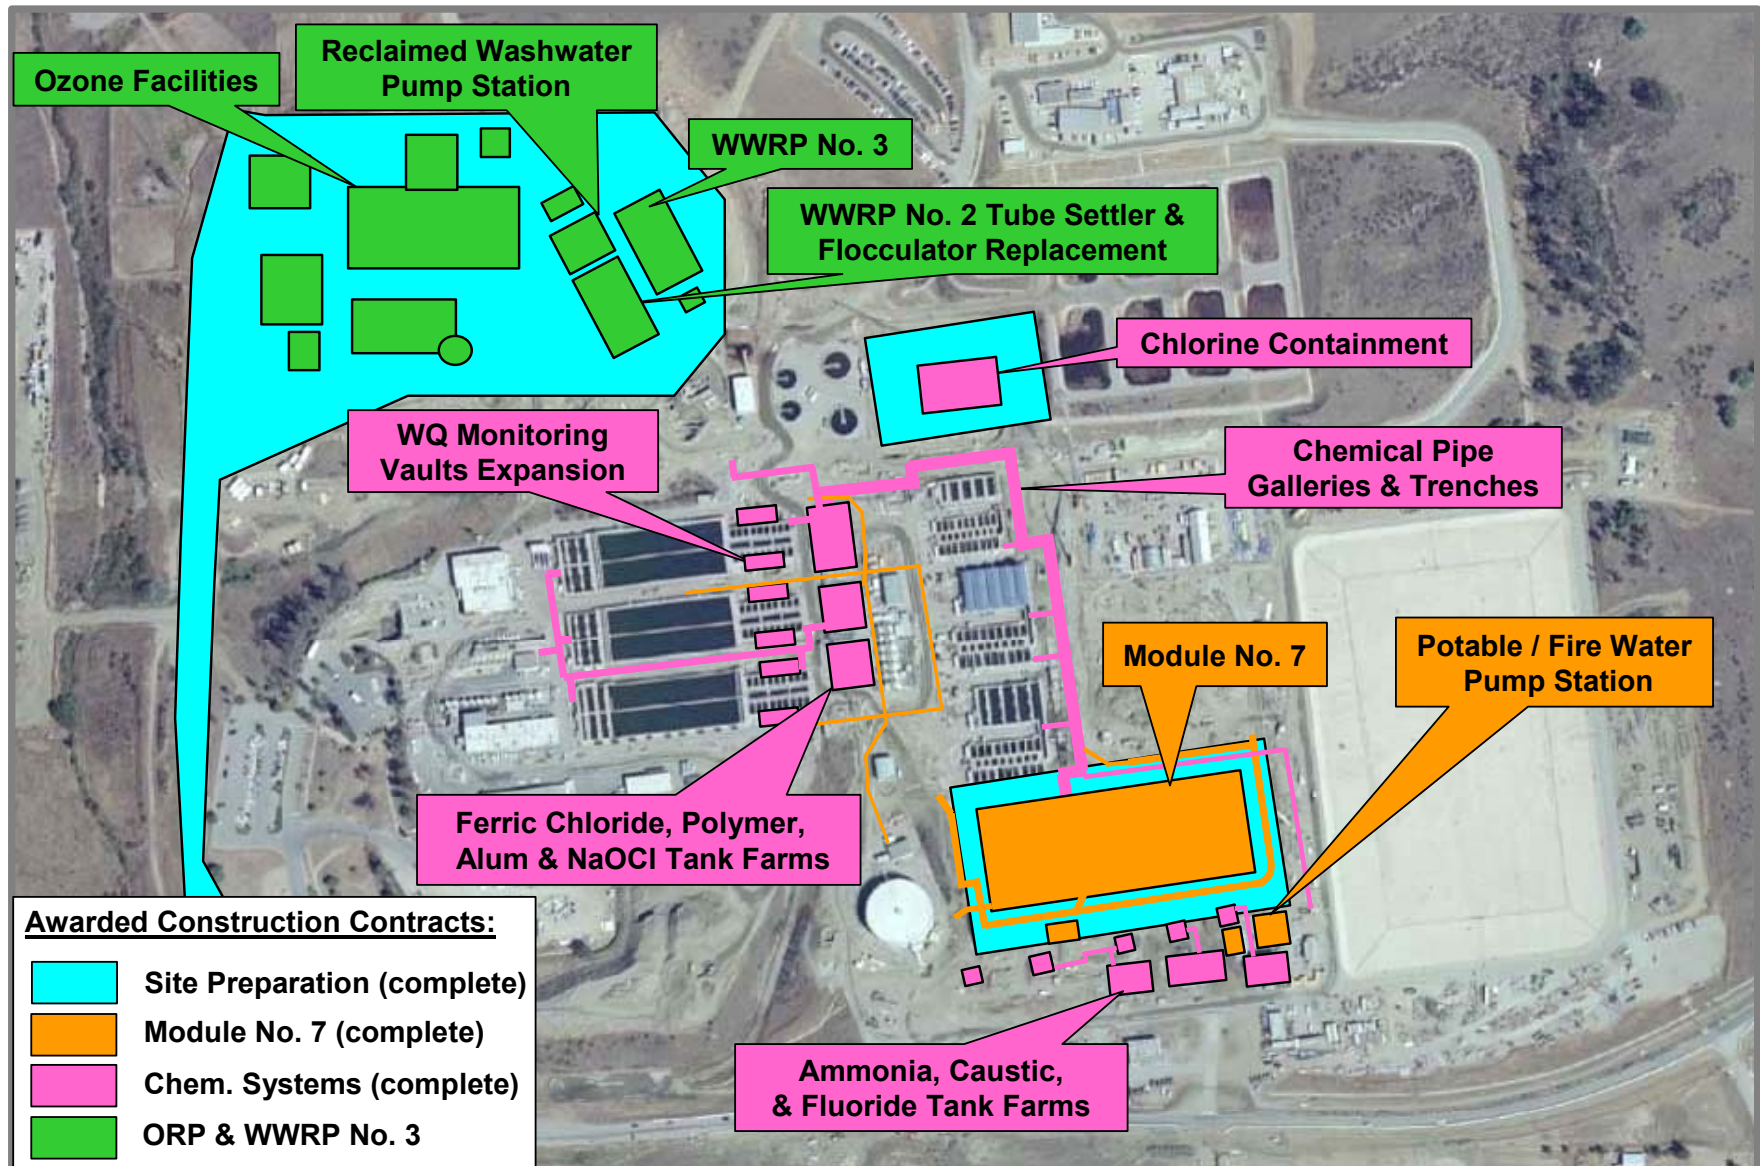 Ozone Facilities
Reclaimed Washwater
Pump Station
WWRP No. 3
WWRP No. 2 Tube Settler &
Flocculator Replacement
Chlorine Containment
WQ Monitoring
Vaults Expansion
Chemical Pipe
Galleries & Trenches
Module No. 7
Potable / Fire Water
Pump Station
Ferric Chloride, Polymer,
Alum & NaOCl Tank Farms
Ammonia, Caustic,
& Fluoride Tank Farms
Awarded Construction Contracts:
Site Preparation (complete)
Module No. 7 (complete)
Chem. Systems (complete)
ORP & WWRP No. 3